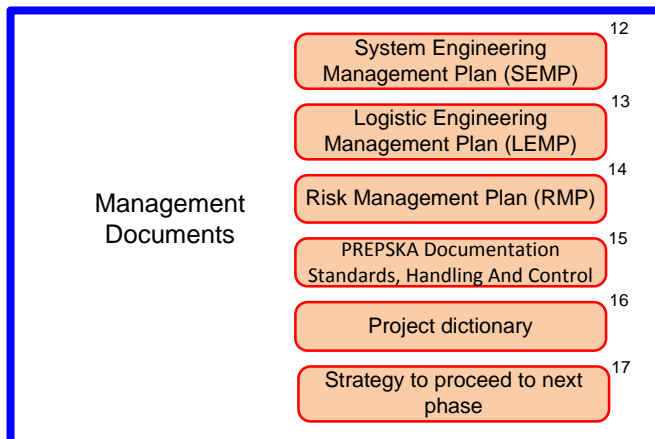 12
System Engineering
Management Plan (SEMP)
13
Logistic Engineering
Management Plan (LEMP)
14
Risk Management Plan (RMP)
Management
Documents
15
PREPSKA Documentation
Standards, Handling And Control
16
Project dictionary
17
Strategy to proceed to next
phase